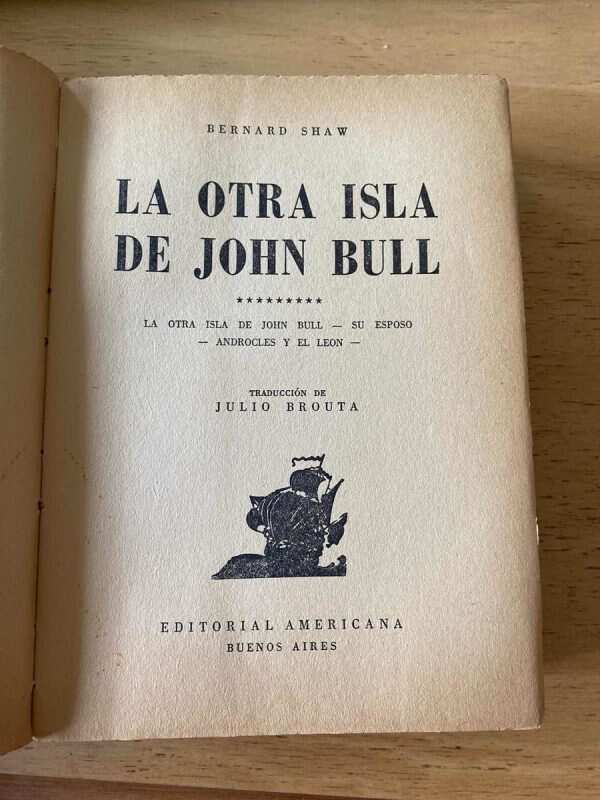 BERNARD SHAW
LA OTRA ISLA
DE JOHN BULL
*********
LA OTRA ISLA DE JOHN BULL — SU ESPOSO
— ANDROCLES Y EL LEON —
TRADUCCIÓN DE
JULIO BROUTA
EDITORIAL AMERICANA
BUENOS AIRES